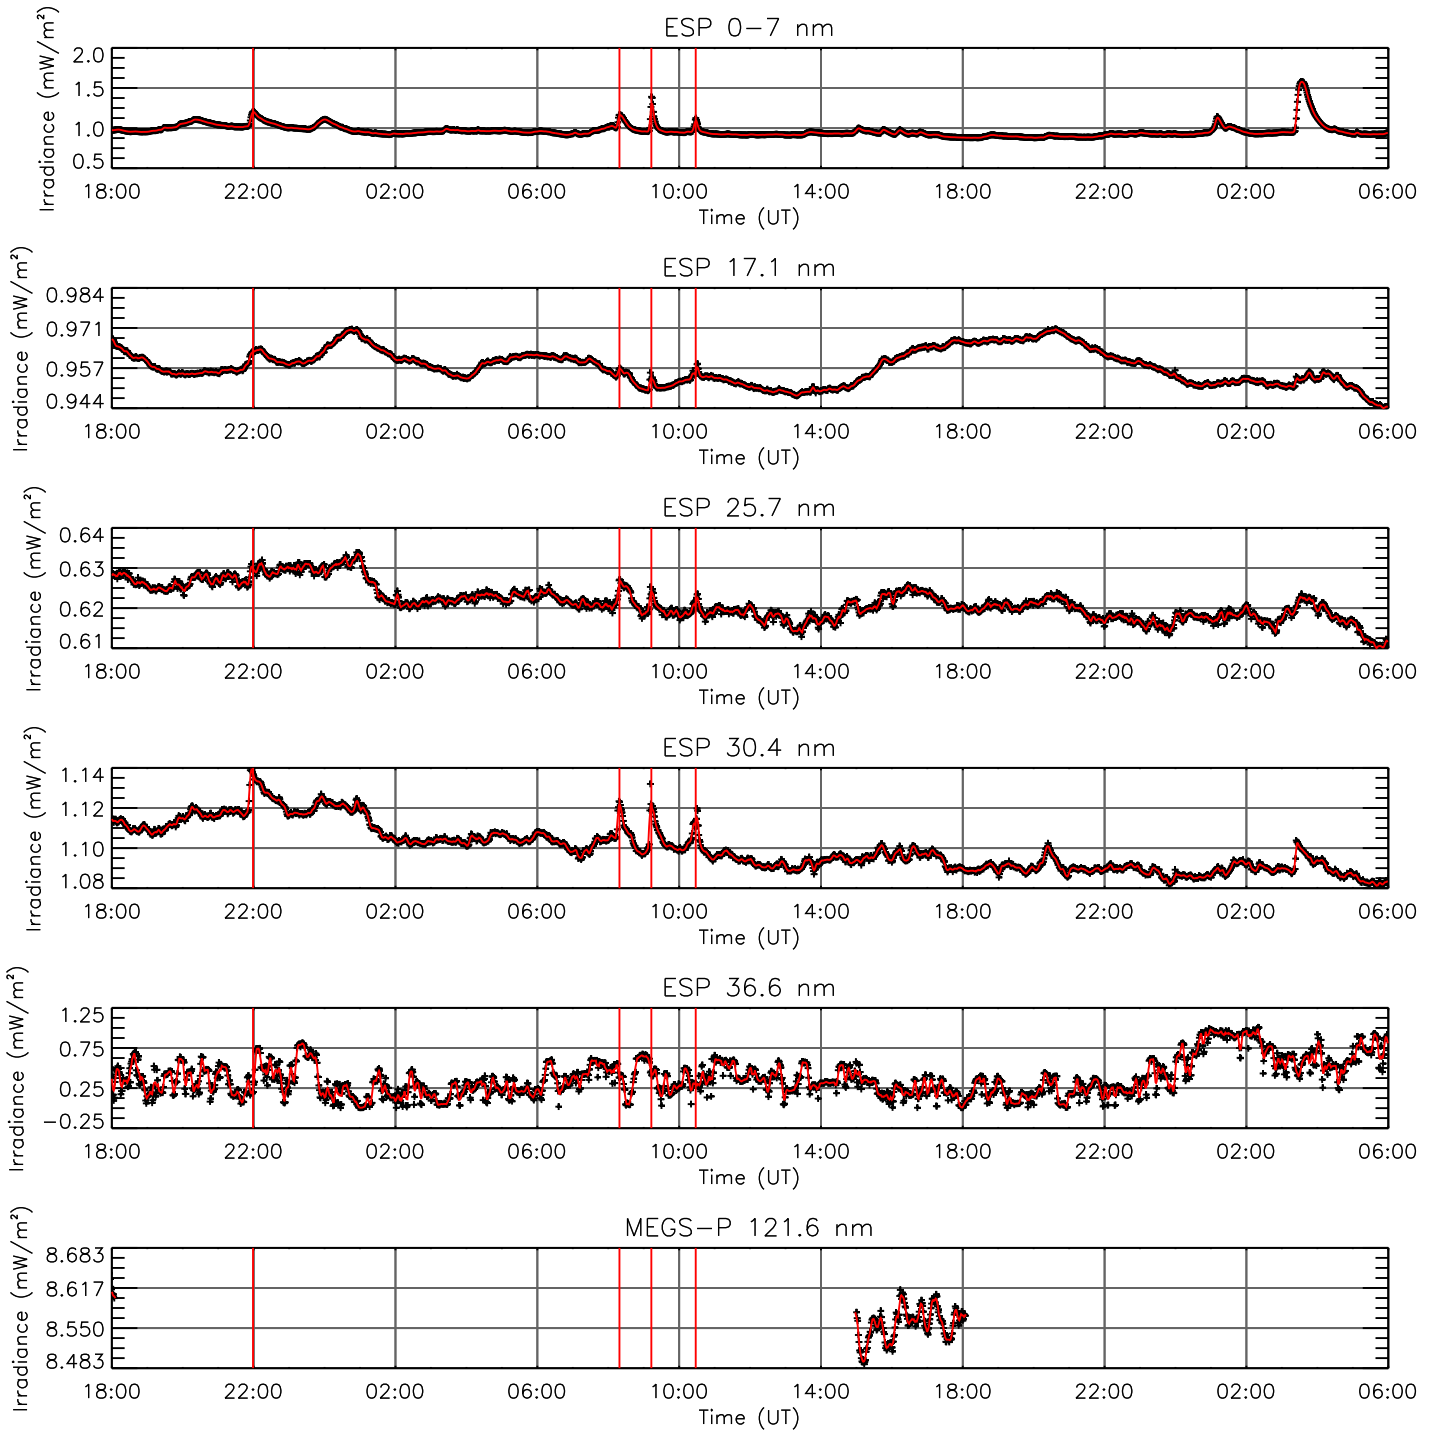 ESP 0-7 nm
Irradiance (mW/m²)
2.0
1.5
1.0
0.5
18:00 22:00 02:00 06:00 10:00 14:00 18:00 22:00 02:00 06:00
Time (UT)
ESP 17.1 nm
Irradiance (mW/m²)
0.984
0.971
0.957
0.944
18:00 22:00 02:00 06:00 10:00 14:00 18:00 22:00 02:00 06:00
Time (UT)
ESP 25.7 nm
Irradiance (mW/m²)
0.64
0.63
0.62
0.61
18:00 22:00 02:00 06:00 10:00 14:00 18:00 22:00 02:00 06:00
Time (UT)
ESP 30.4 nm
Irradiance (mW/m²)
1.14
1.12
1.10
1.08
18:00 22:00 02:00 06:00 10:00 14:00 18:00 22:00 02:00 06:00
Time (UT)
ESP 36.6 nm
Irradiance (mW/m²)
1.25
0.75
0.25
-0.25
18:00 22:00 02:00 06:00 10:00 14:00 18:00 22:00 02:00 06:00
Time (UT)
MEGS-P 121.6 nm
Irradiance (mW/m²)
8.683
8.617
8.550
8.483
18:00 22:00 02:00 06:00 10:00 14:00 18:00 22:00 02:00 06:00
Time (UT)